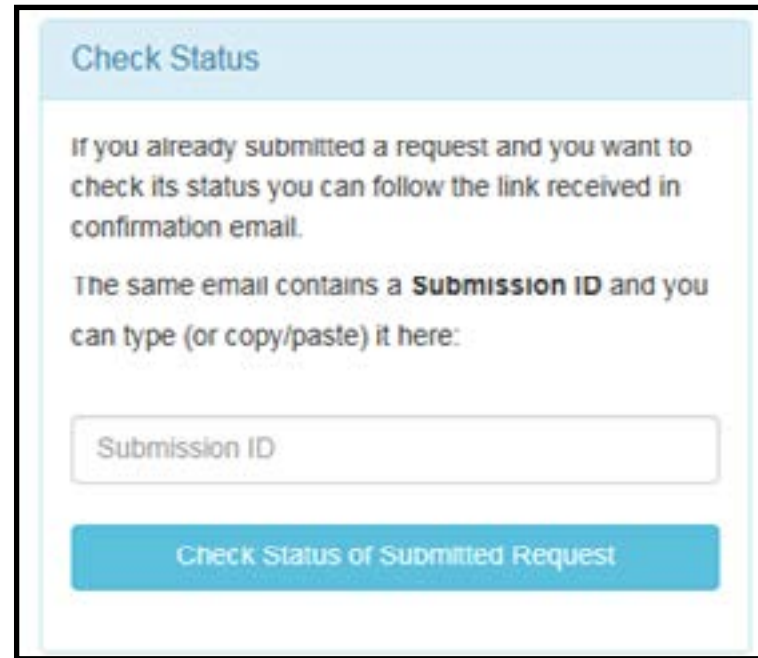 Check Status
If you already submitted a request and you want to
check its status you can follow the link received in
confirmation email.
The same email contains a Submission ID and you
can type (or copy/paste) it here:
Submission ID
Check Status of Submitted Request